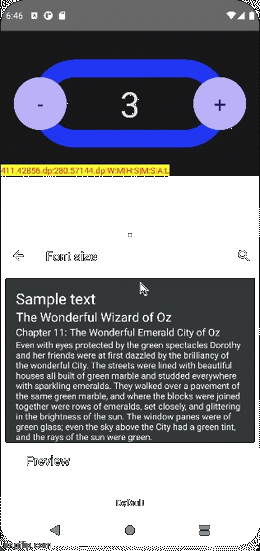 6:46
-
3
+
411.42856.dp:280.57144.dp:W:M|H:S|M:S:A:L
Font size
Sample text
The Wonderful Wizard of Oz
Chapter 11: The Wonderful Emerald City of Oz
Even with eyes protected by the green spectacles Dorothy
and her friends were at first dazzled by the brilliancy of
the wonderful City. The streets were lined with beautiful
houses all built of green marble and studded everywhere
with sparkling emeralds. They walked over a pavement of
the same green marble, and where the blocks were joined
together were rows of emeralds, set closely, and glittering
in the brightness of the sun. The window panes were of
green glass; even the sky above the City had a green tint,
and the rays of the sun were green.
Preview
Default